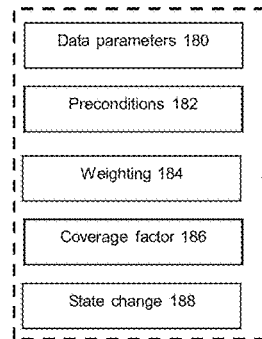 Data parameters 180
Preconditions 182
Weighting 184
Coverage factor 186
State change 188